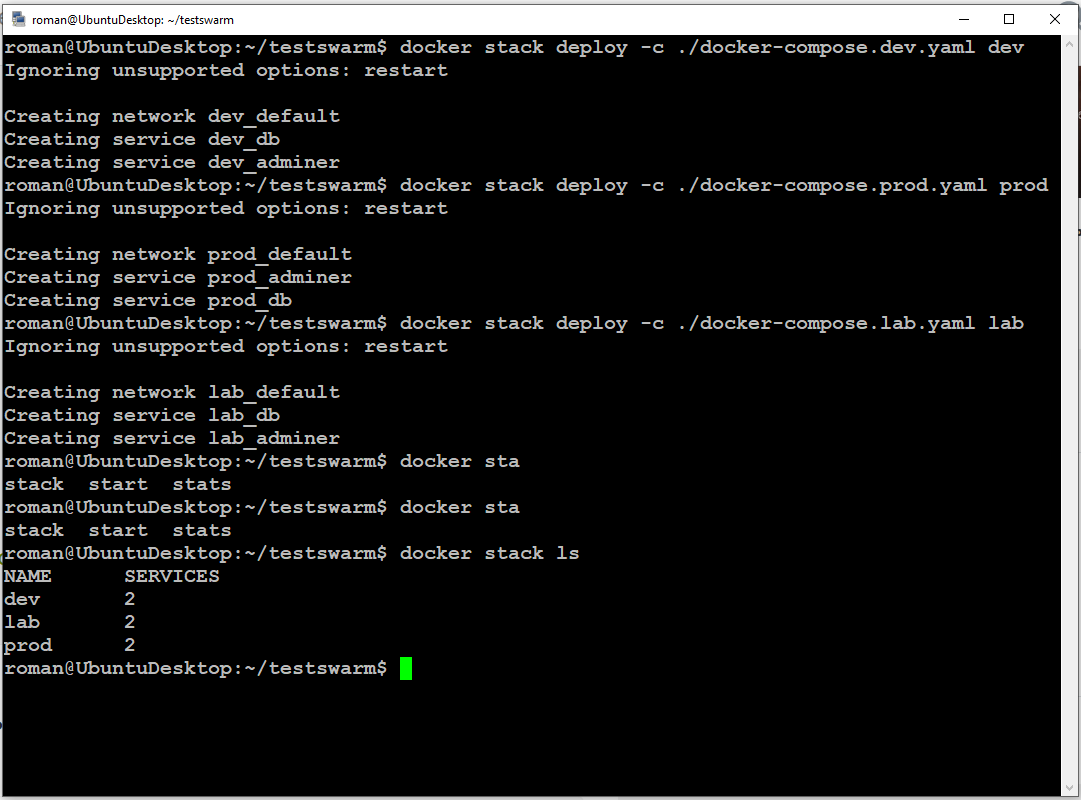 roman@UbuntuDesktop: ~/testswarm
roman@UbuntuDesktop:~/testswarm$ docker stack deploy -c ./docker-compose.dev.yaml dev
Ignoring unsupported options: restart
Creating network dev_default
Creating service dev_db
Creating service dev_adminer
roman@UbuntuDesktop:~/testswarm$ docker stack deploy -c ./docker-compose.prod.yaml prod
Ignoring unsupported options: restart
Creating network prod_default
Creating service prod_adminer
Creating service prod_db
roman@UbuntuDesktop:~/testswarm$ docker stack deploy -c ./docker-compose.lab.yaml lab
Ignoring unsupported options: restart
Creating network lab_default
Creating service lab_db
Creating service lab_adminer
roman@UbuntuDesktop:~/testswarm$ docker sta
stack  start  stats
roman@UbuntuDesktop:~/testswarm$ docker sta
stack  start  stats
roman@UbuntuDesktop:~/testswarm$ docker stack ls
NAME      SERVICES
dev       2
lab       2
prod      2
roman@UbuntuDesktop:~/testswarm$